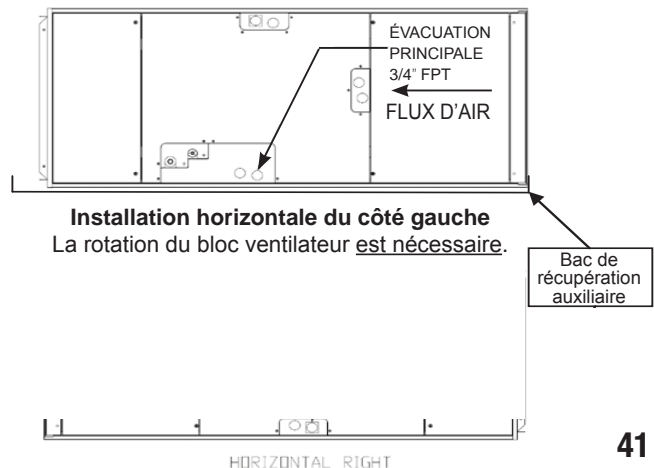 ÉVACUATION
PRINCIPALE
3/4" FPT
FLUX D'AIR
Installation horizontale du côté gauche
La rotation du bloc ventilateur est nécessaire.
Bac de
récupération
auxiliaire
HORIZONTAL RIGHT
41